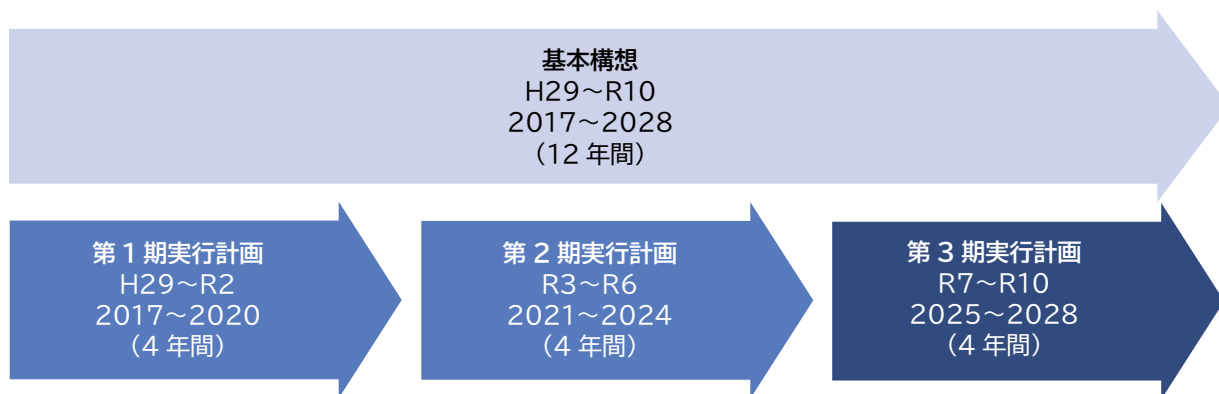 基本構想
H29～R10
2017～2028
（12 年間）
第 1 期実行計画
H29～R2
2017～2020
（4 年間）
第 2 期実行計画
R3～R6
2021～2024
（4 年間）
第 3 期実行計画
R7～R10
2025～2028
（4 年間）